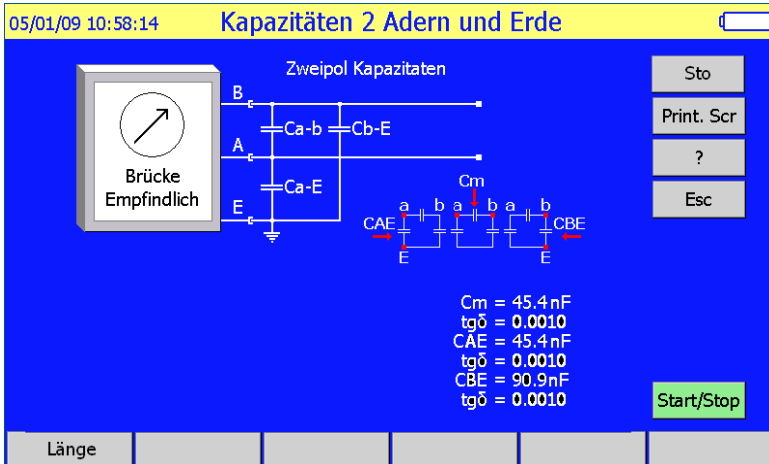 05/01/09 10:58:14 Kapazitäten 2 Adern und Erde
Zweipol Kapazitaten
Sto
B
Ca-b Cb-E
Print. Scr
A
?
Brücke
Empfindlich
Ca-E
Cm
Esc
E
a b a b a b
CAE CBE
E E
Cm = 45.4nF
tgδ = 0.0010
CAE = 45.4nF
tgδ = 0.0010
CBE = 90.9nF
tgδ = 0.0010
Start/Stop
Länge